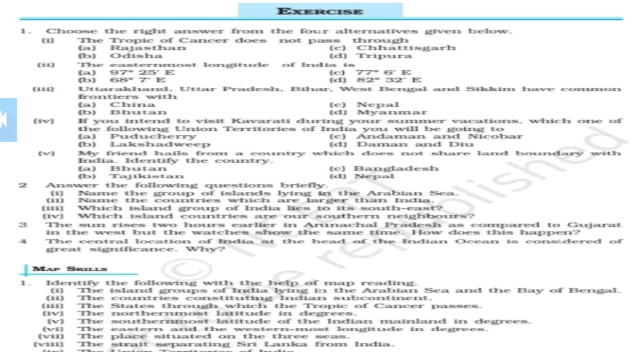 EXERCISE
1. Choose the right answer from the four alternatives given below.
(i) The Tropic of Cancer does not pass through
(a) Rajasthan (c) Chhattisgarh
(b) Odisha (d) Tripura
(ii) The easternmost longitude of India is
(a) 97° 25' E (c) 77° 6' E
(b) 68° 7' E (d) 82° 32' E
(iii) Uttarakhand, Uttar Pradesh, Bihar, West Bengal and Sikkim have common
frontiers with
(a) China (c) Nepal
(b) Bhutan (d) Myanmar
(iv) If you intend to visit Kavarati during your summer vacations, which one of
the following Union Territories of India you will be going to
(a) Puducherry (c) Andaman and Nicobar
(b) Lakshadweep (d) Daman and Diu
(v) My friend hails from a country which does not share land boundary with
India. Identify the country.
(a) Bhutan (c) Bangladesh
(b) Tajikistan (d) Nepal
2 Answer the following questions briefly.
(i) Name the group of islands lying in the Arabian Sea.
(ii) Name the countries which are larger than India.
(iii) Which island group of India lies to its south-east?
(iv) Which island countries are our southern neighbours?
3 The sun rises two hours earlier in Arunachal Pradesh as compared to Gujarat
in the west but the watches show the same time. How does this happen?
4 The central location of India at the head of the Indian Ocean is considered of
great significance. Why?
MAP SKILLS
1. Identify the following with the help of map reading.
(i) The island groups of India lying in the Arabian Sea and the Bay of Bengal.
(ii) The countries constituting Indian subcontinent.
(iii) The States through which the Tropic of Cancer passes.
(iv) The northernmost latitude in degrees.
(v) The southernmost latitude of the Indian mainland in degrees.
(vi) The eastern and the western-most longitude in degrees.
(vii) The place situated on the three seas.
(viii) The strait separating Sri Lanka from India.
(ix) The Union Territories of India.